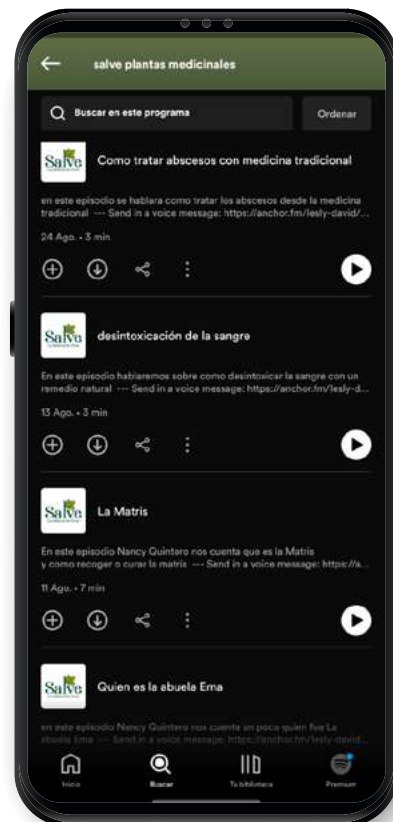 salve plantas medicinales
Buscar en este programa
Ordenar
Salve
Como tratar abscesos con medicina tradicional
en este episodio se hablara como tratar los abscesos desde la medicina
tradicional --- Send in a voice message: https://anchor.fm/lesly-david/...
24 Ago. • 3 min
Salve
desintoxicación de la sangre
En este episodio hablaremos sobre como desintoxicar la sangre con un
remedio natural --- Send in a voice message: https://anchor.fm/lesly-d...
13 Ago. • 3 min
Salve
La Matris
En este episodio Nancy Quintero nos cuenta que es la Matris
y como recoger o curar la matris --- Send in a voice message: https://a...
11 Ago. • 7 min
Salve
Quien es la abuela Ema
en este episodio Nancy Quintero nos cuenta un poco quien fue La
abuela Ema --- Send in a voice message: https://anchor.fm/lesly-david...
Inicio
Buscar
Tu biblioteca
Premium